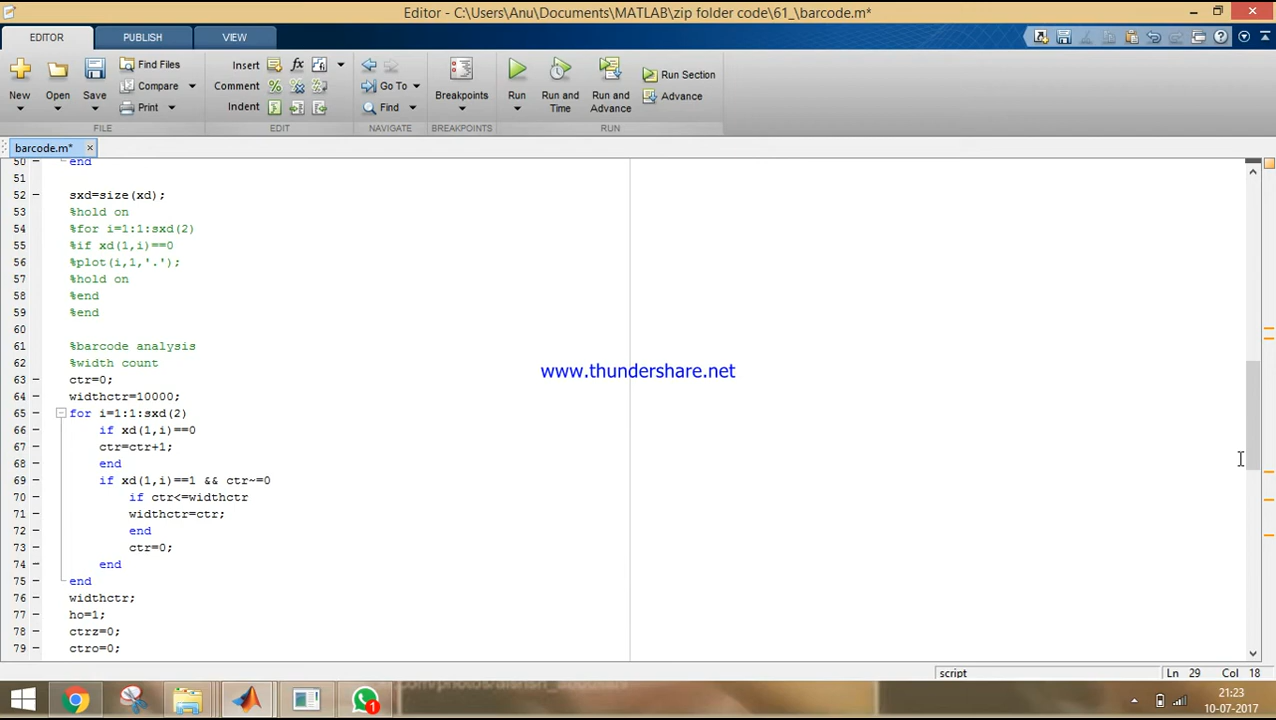 Editor - C:\Users\Anu\Documents\MATLAB\zip folder code\61_\barcode.m*
EDITOR PUBLISH VIEW
New Open Save Find Files Compare Print
Insert Comment Indent
Go To Find
Breakpoints
Run Run and Time Run and Advance Run Section Advance
FILE EDIT NAVIGATE BREAKPOINTS RUN
barcode.m*
50 end
51
52 sxd=size(xd);
53 %hold on
54 %for i=1:1:sxd(2)
55 %if xd(1,i)==0
56 %plot(i,1,'.');
57 %hold on
58 %end
59 %end
60
61 %barcode analysis
62 %width count
63 ctr=0;
64 widthctr=10000;
65 for i=1:1:sxd(2)
66 if xd(1,i)==0
67 ctr=ctr+1;
68 end
69 if xd(1,i)==1 && ctr~=0
70 if ctr<=widthctr
71 widthctr=ctr;
72 end
73 ctr=0;
74 end
75 end
76 widthctr;
77 ho=1;
78 ctrz=0;
79 ctro=0;
www.thundershare.net
script Ln 29 Col 18
1
21:23
10-07-2017